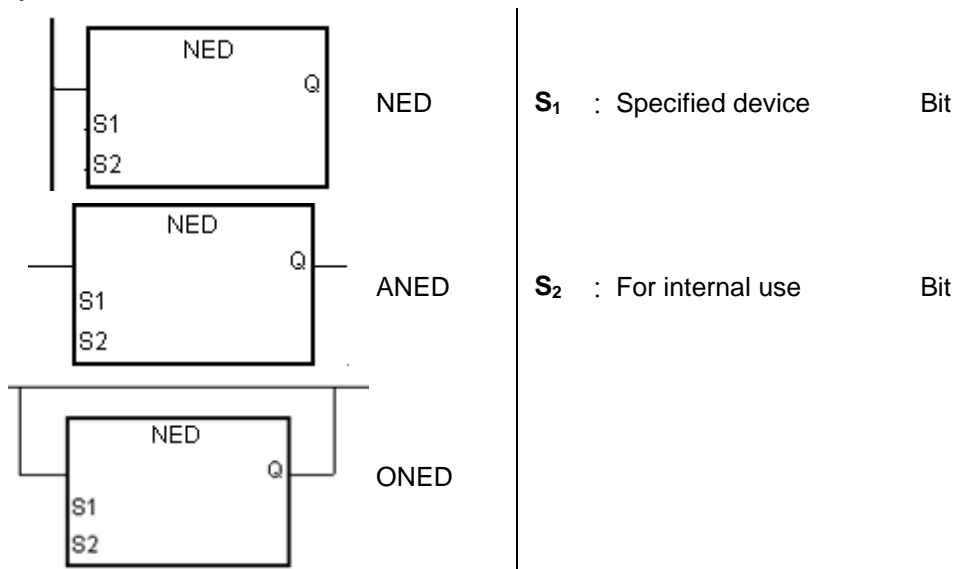 NED
Q
S1
S2
NED
S₁ : Specified device Bit
NED
Q
S1
S2
ANED
S₂ : For internal use Bit
NED
Q
S1
S2
ONED